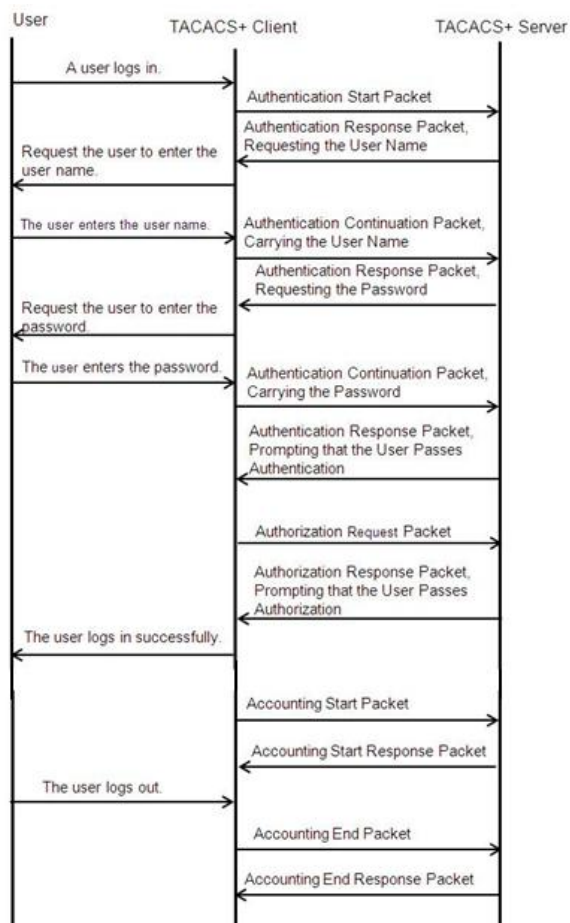 User
TACACS+ Client
TACACS+ Server
A user logs in.
Authentication Start Packet
Authentication Response Packet,
Requesting the User Name
Request the user to enter the
user name.
The user enters the user name.
Authentication Continuation Packet,
Carrying the User Name
Authentication Response Packet,
Requesting the Password
Request the user to enter the
password.
The user enters the password.
Authentication Continuation Packet,
Carrying the Password
Authentication Response Packet,
Prompting that the User Passes
Authentication
Authorization Request Packet
Authorization Response Packet,
Prompting that the User Passes
Authorization
The user logs in successfully.
Accounting Start Packet
Accounting Start Response Packet
The user logs out.
Accounting End Packet
Accounting End Response Packet